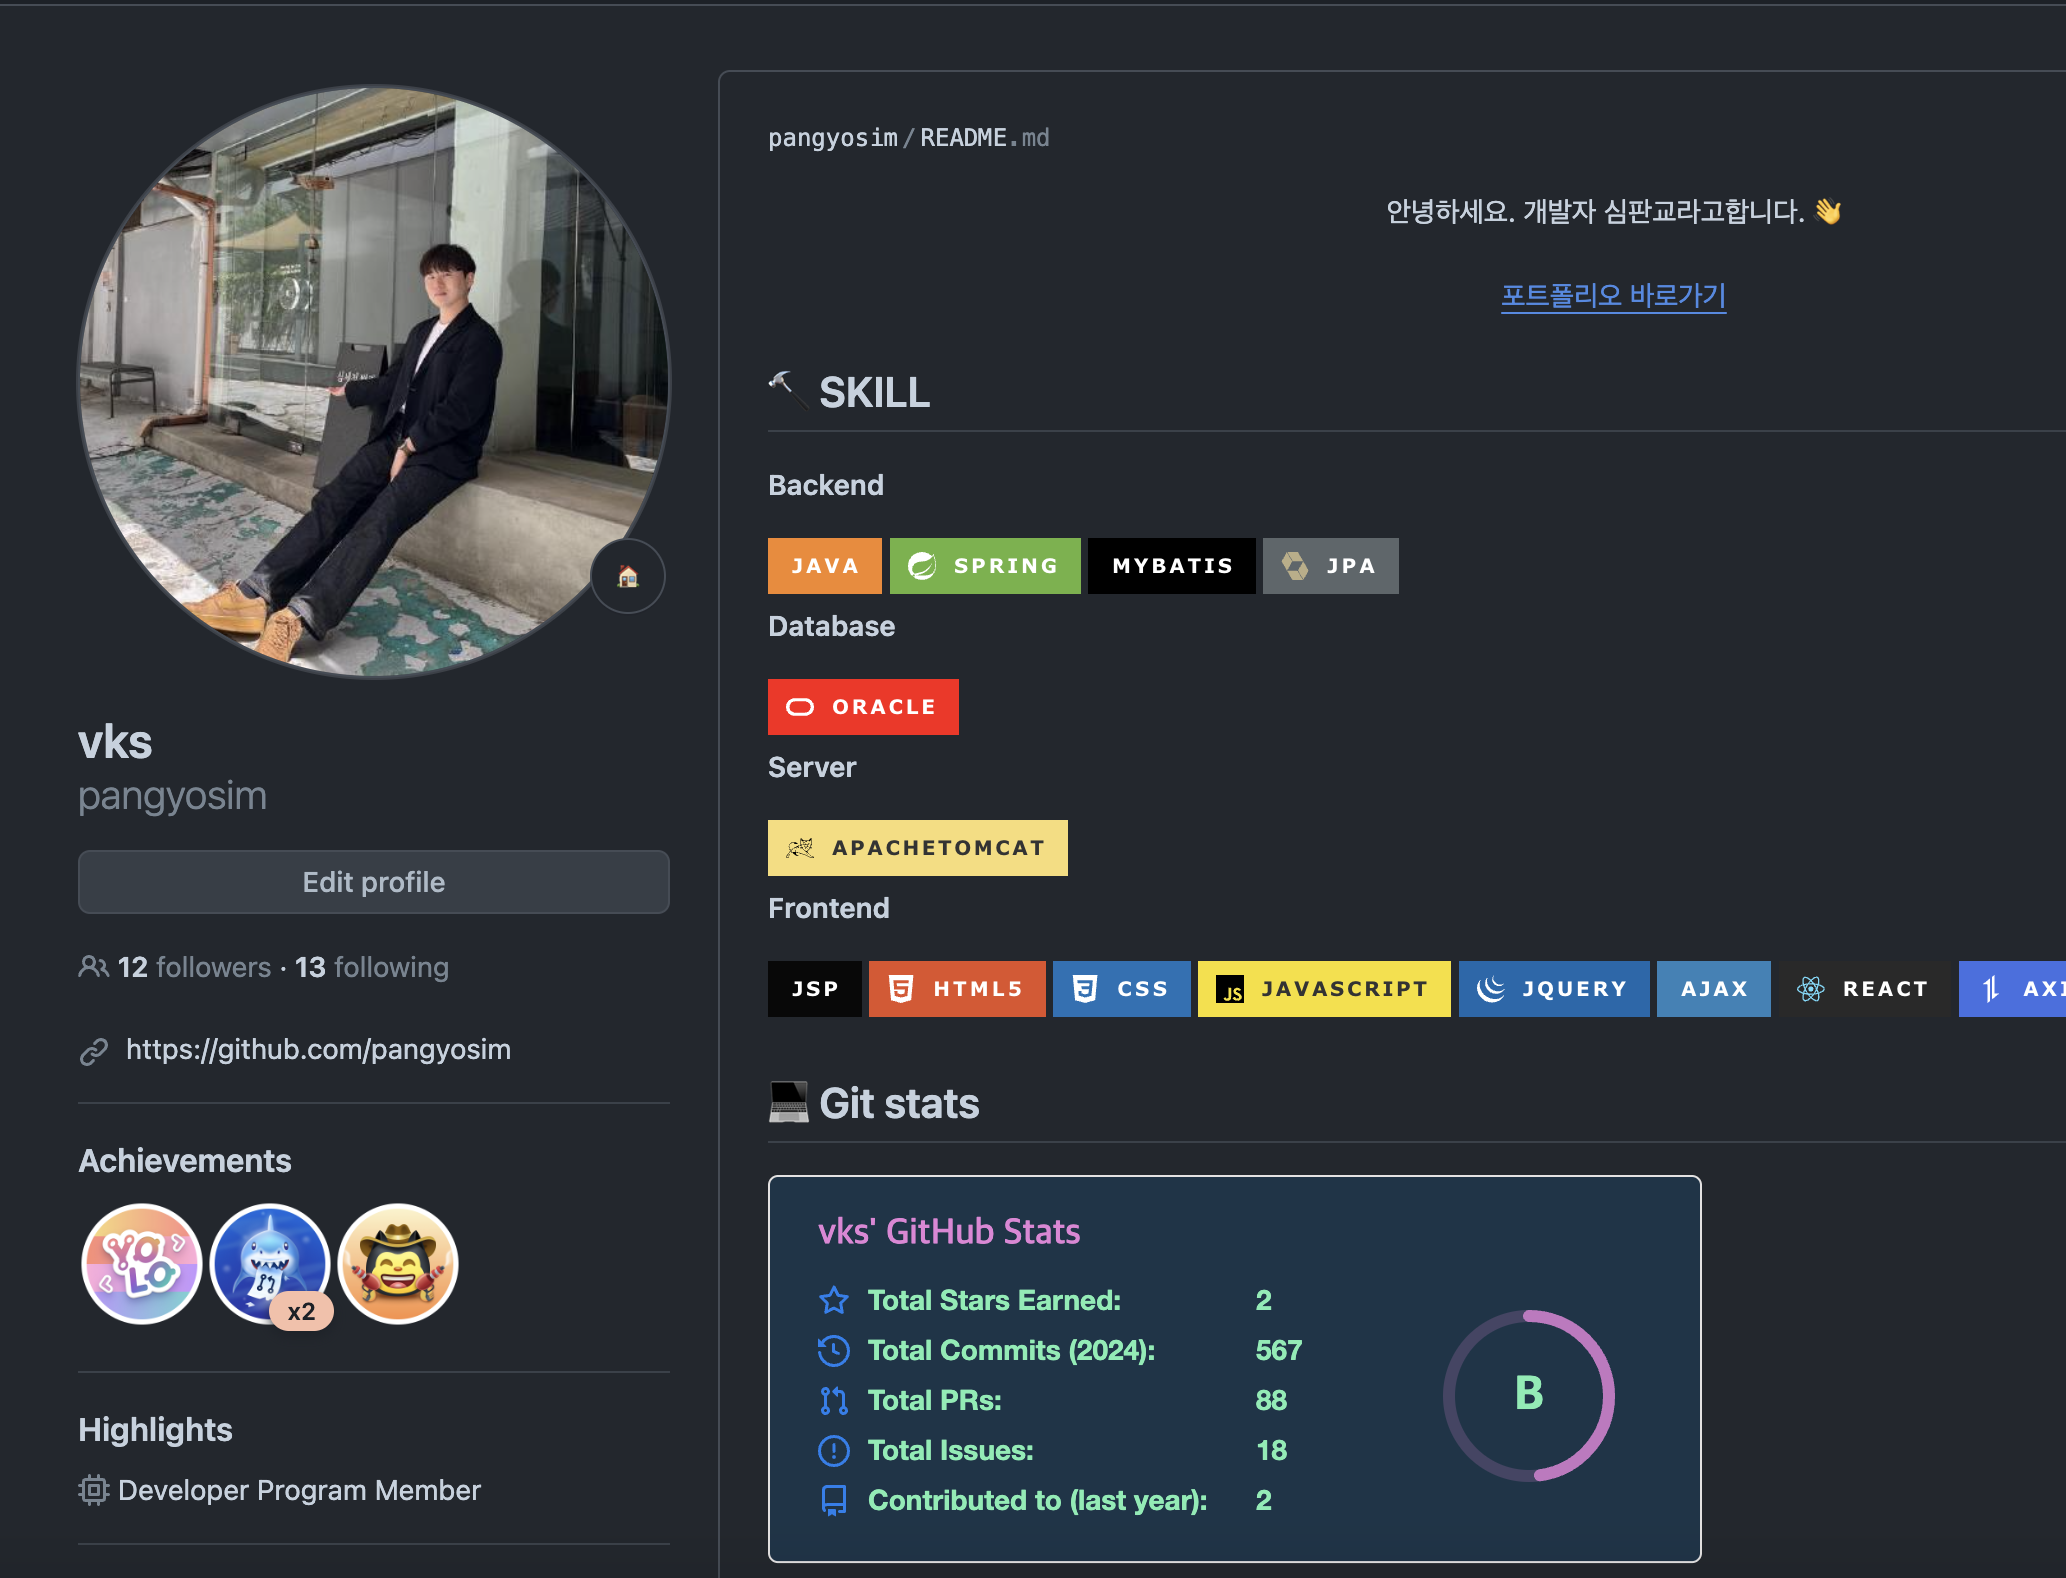 vks
pangyosim
Edit profile
12 followers · 13 following
https://github.com/pangyosim
Achievements
YOLO
x2
Highlights
Developer Program Member
pangyosim/README.md
안녕하세요. 개발자 심판교라고합니다. 👋
포트폴리오 바로가기
SKILL
Backend
JAVA SPRING MYBATIS JPA
Database
ORACLE
Server
APACHETOMCAT
Frontend
JSP HTML5 CSS JS JAVASCRIPT JQUERY AJAX REACT
Git stats
vks' GitHub Stats
Total Stars Earned: 2
Total Commits (2024): 567
Total PRs: 88
Total Issues: 18
Contributed to (last year): 2
B